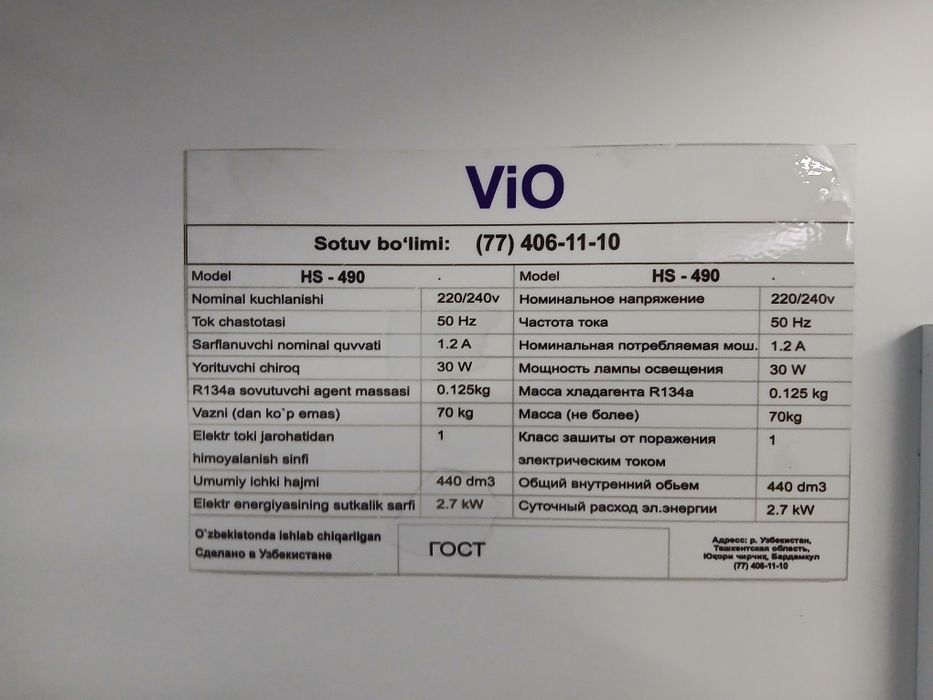 ViO
Sotuv bo‘limi: (77) 406-11-10
Model HS - 490 . Model HS - 490 .
Nominal kuchlanishi 220/240v Номинальное напряжение 220/240v
Tok chastotasi 50 Hz Частота тока 50 Hz
Sarflanuvchi nominal quvvati 1.2 A Номинальная потребляемая мош. 1.2 A
Yorituvchi chiroq 30 W Мощность лампы освещения 30 W
R134a sovutuvchi agent massasi 0.125kg Масса хладагента R134a 0.125 kg
Vazni (dan ko`p emas) 70 kg Масса (не более) 70kg
Elektr toki jarohatidan 1 Класс зашиты от поражения 1
himoyalanish sinfi электрическим током
Umumiy ichki hajmi 440 dm3 Общий внутренний обьем 440 dm3
Elektr energiyasining sutkalik sarfi 2.7 kW Суточный расход эл.энергии 2.7 kW
O`zbekistonda ishlab chiqarilgan
Сделано в Узбекистане
ГОСТ
Адресс: р. Узбекистан,
Ташкентская область,
Юқори чирчиқ, Бардамкул
(77) 406-11-10